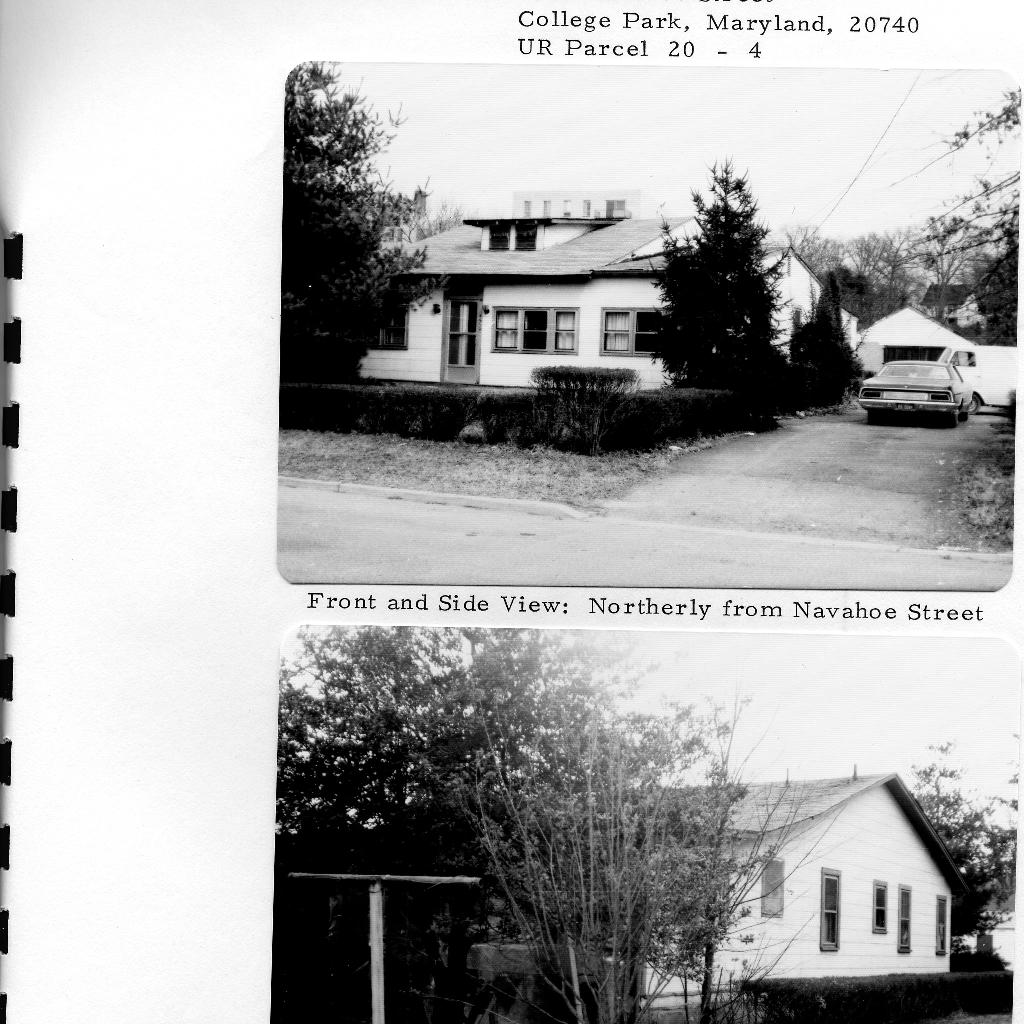 College Park, Maryland, 20740
UR Parcel 20 - 4
Front and Side View: Northerly from Navahoe Street